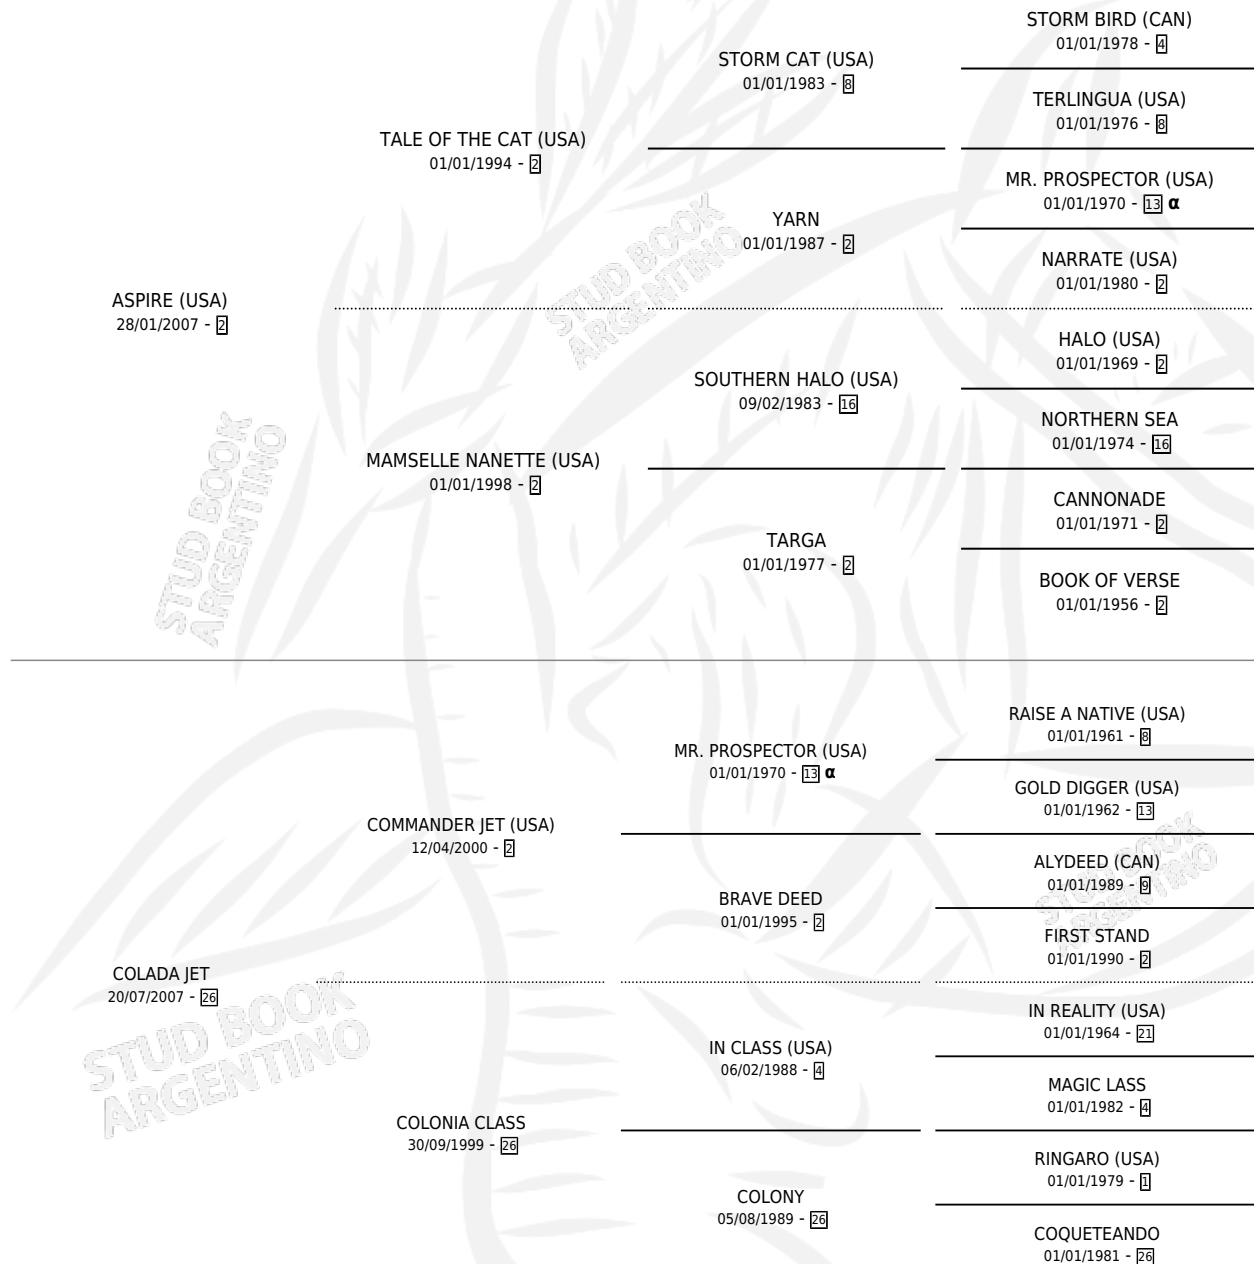 STORM BIRD (CAN)
01/01/1978 - 4
STORM CAT (USA)
01/01/1983 - 8
TERLINGUA (USA)
01/01/1976 - 8
TALE OF THE CAT (USA)
01/01/1994 - 2
MR. PROSPECTOR (USA)
01/01/1970 - 13 α
YARN
01/01/1987 - 2
NARRATE (USA)
01/01/1980 - 2
ASPIRE (USA)
28/01/2007 - 2
HALO (USA)
01/01/1969 - 2
SOUTHERN HALO (USA)
09/02/1983 - 16
NORTHERN SEA
01/01/1974 - 16
MAMSELLE NANETTE (USA)
01/01/1998 - 2
CANNONADE
01/01/1971 - 2
TARGA
01/01/1977 - 2
BOOK OF VERSE
01/01/1956 - 2
RAISE A NATIVE (USA)
01/01/1961 - 8
MR. PROSPECTOR (USA)
01/01/1970 - 13 α
GOLD DIGGER (USA)
01/01/1962 - 13
COMMANDER JET (USA)
12/04/2000 - 2
ALYDEED (CAN)
01/01/1989 - 9
BRAVE DEED
01/01/1995 - 2
FIRST STAND
01/01/1990 - 2
COLADA JET
20/07/2007 - 26
IN REALITY (USA)
01/01/1964 - 21
IN CLASS (USA)
06/02/1988 - 4
MAGIC LASS
01/01/1982 - 4
COLONIA CLASS
30/09/1999 - 26
RINGARO (USA)
01/01/1979 - 1
COLONY
05/08/1989 - 26
COQUETEANDO
01/01/1981 - 26
STUD BOOK
ARGENTINO
STUD BOOK
ARGENTINO
STUD BOOK
ARGENTINO
STUD BOOK
ARGENTINO